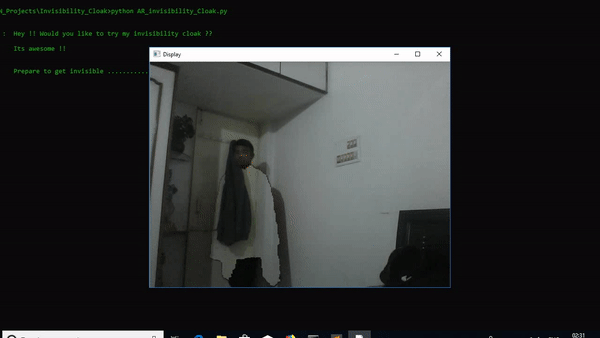 H_Projects\Invisibility_Cloak>python AR_invisibility_Cloak.py
: Hey !! Would you like to try my invisibility cloak ??
Its awesome !!
Prepare to get invisible ...........
Display
02:31